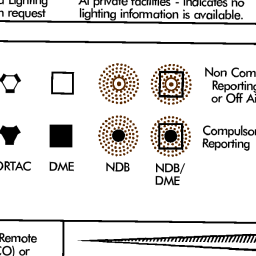 Lighting
At private facilities - indicates no
n request
lighting information is available.
Non Com
Reporting
or Off Ai
Compulso
Reporting
ORTAC
DME
NDB
NDB/
DME
Remote
CO) or